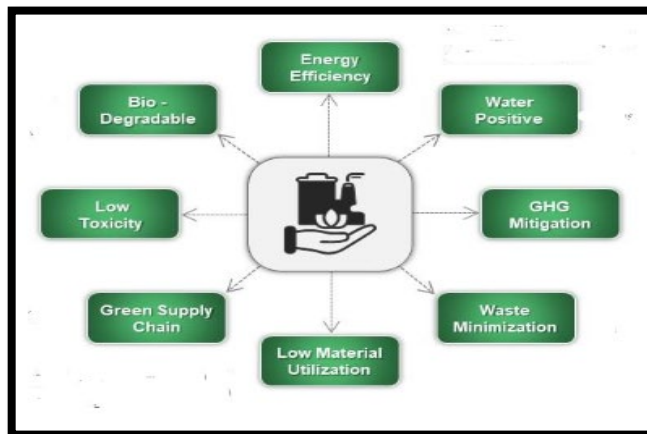 Energy
Efficiency
Bio -
Degradable
Water
Positive
Low
Toxicity
GHG
Mitigation
Green Supply
Chain
Waste
Minimization
Low Material
Utilization